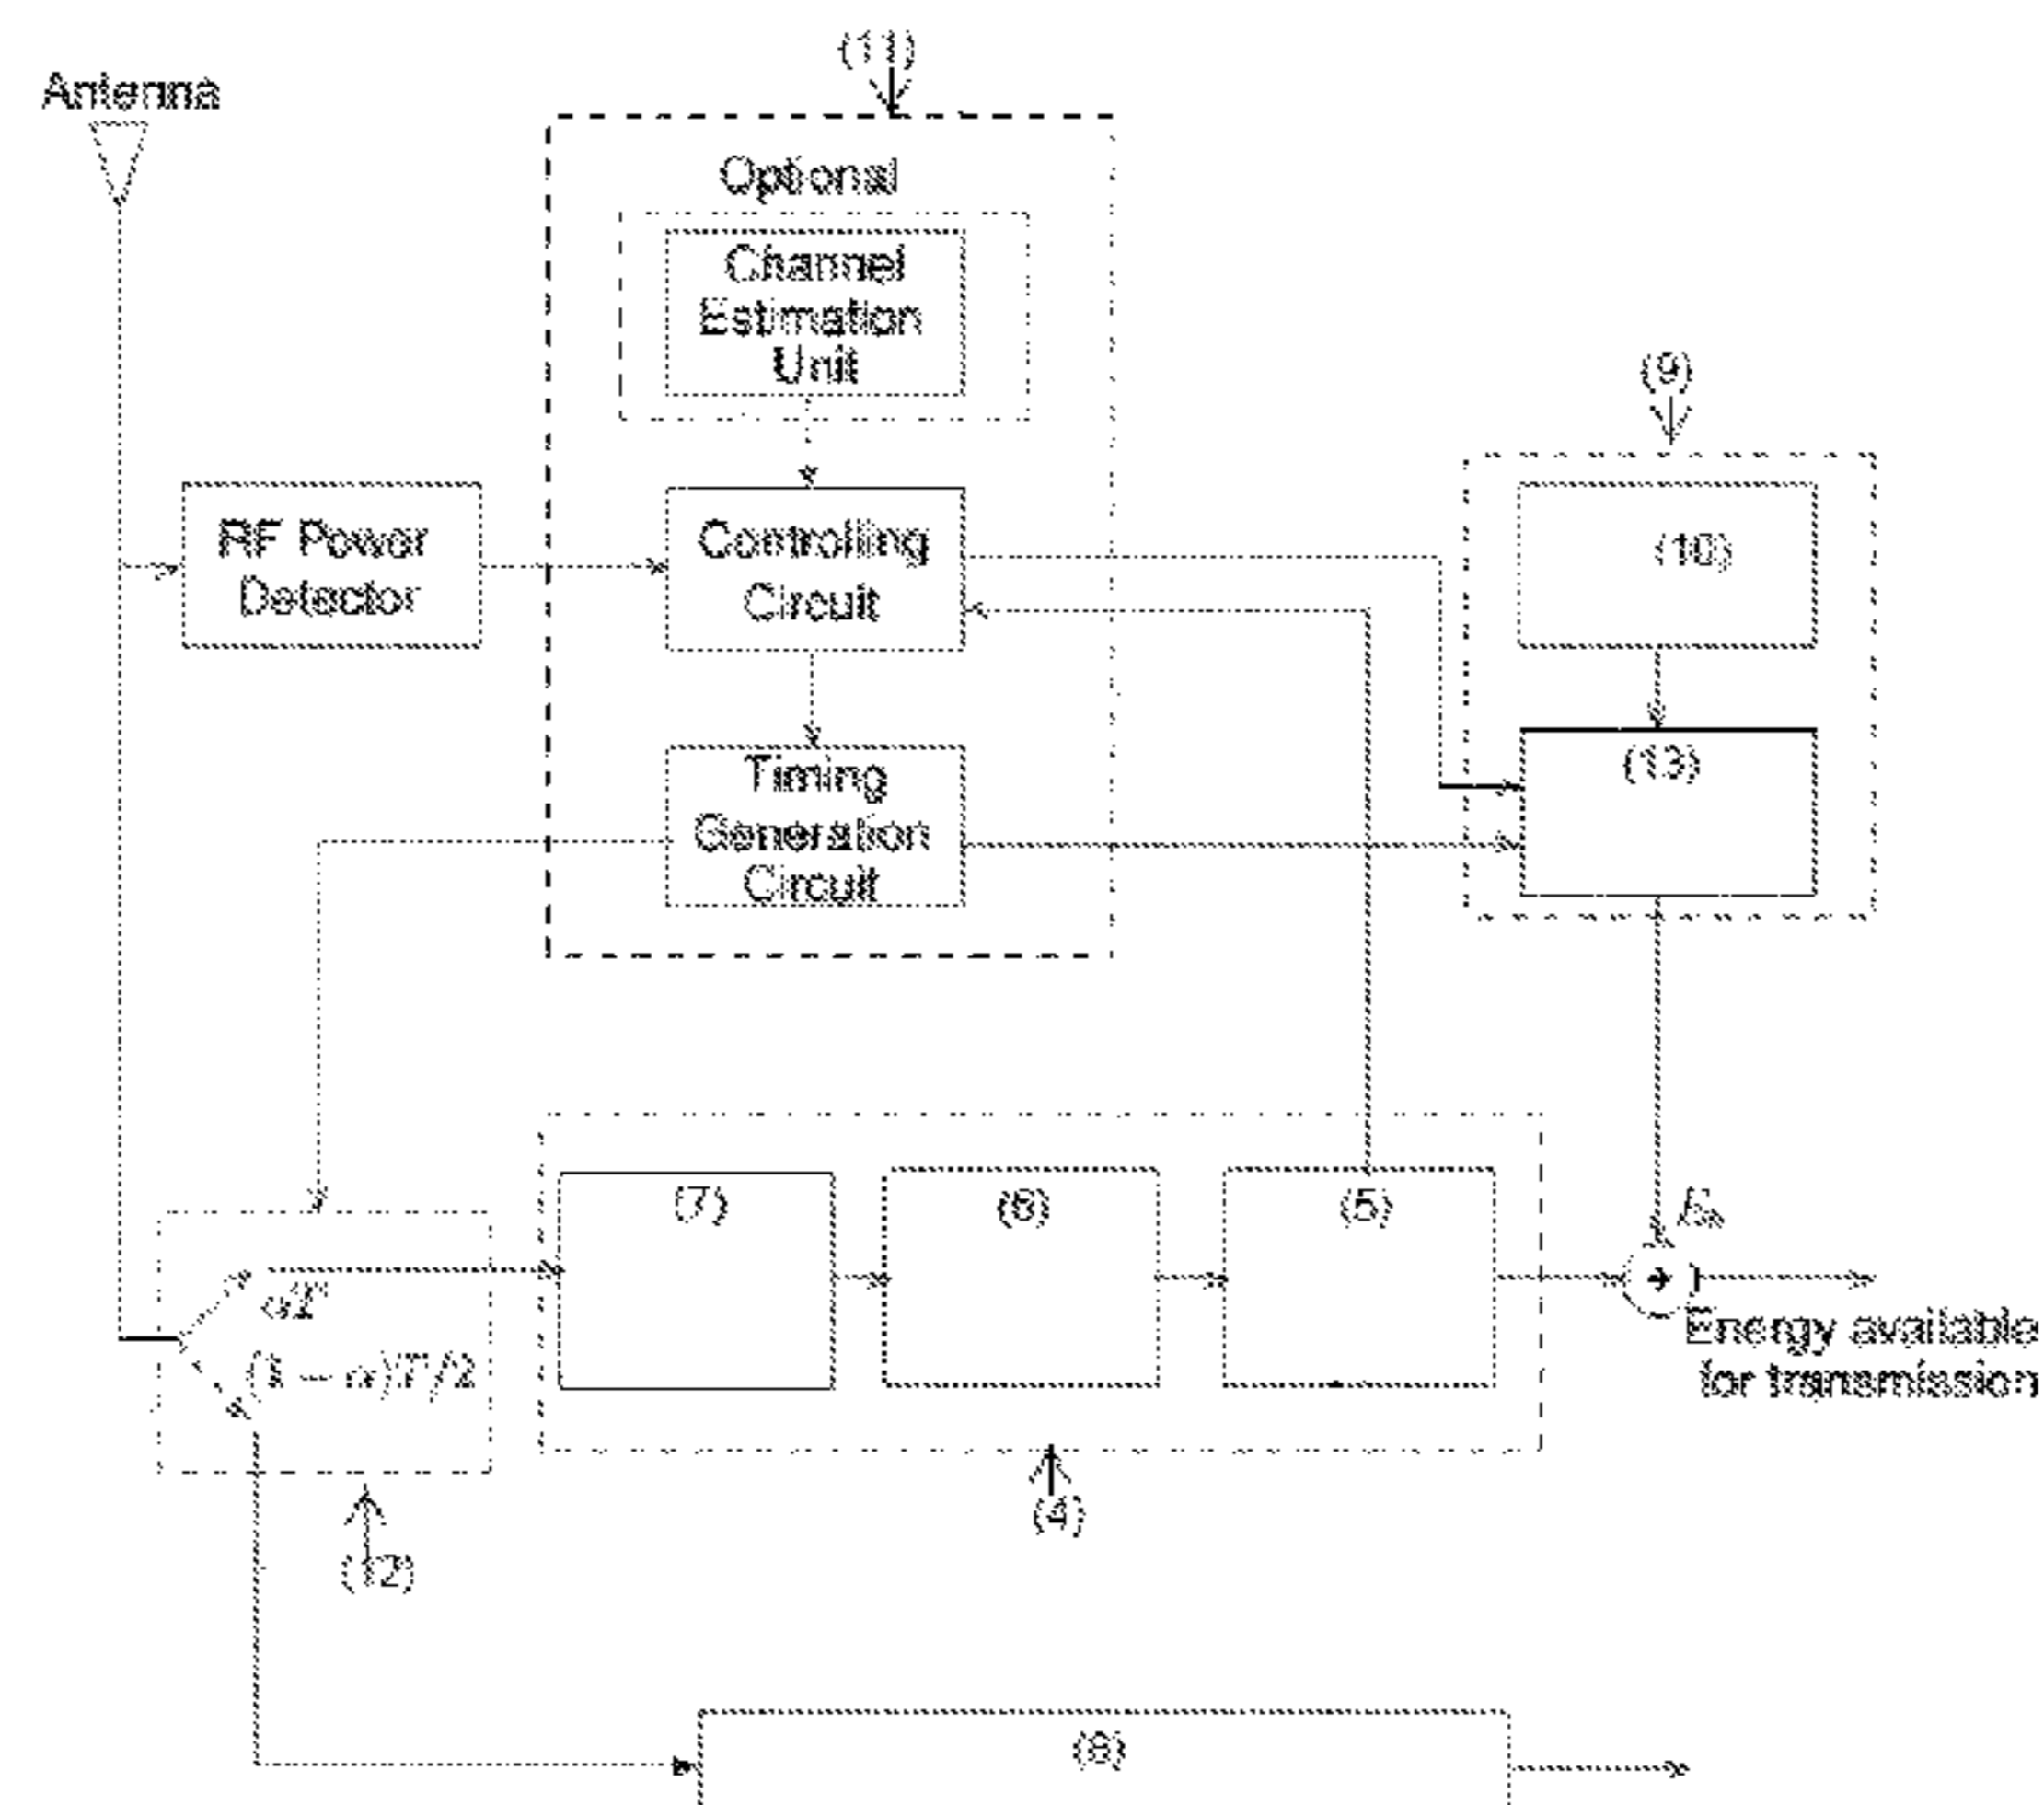 (11)
Antenna
Optional
Channel
Estimation
Unit
(9)
RF Power
Detector
Controlling
Circuit
(10)
(13)
Timing
Generation
Circuit
(7)
(6)
(5)
αT
(1 − α)T/2
Energy available
for transmission
(4)
(12)
(8)